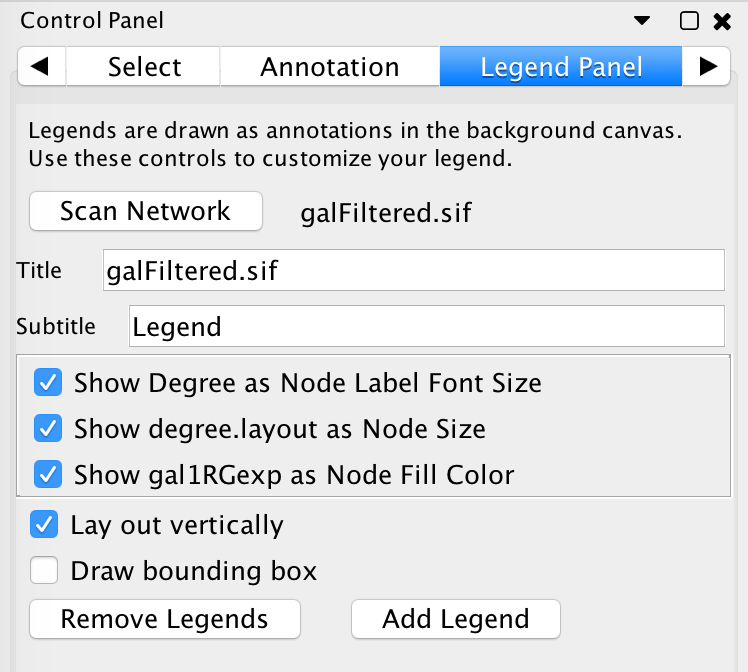 Control Panel
Select Annotation Legend Panel
Legends are drawn as annotations in the background canvas.
Use these controls to customize your legend.
Scan Network galFiltered.sif
Title galFiltered.sif
Subtitle Legend
Show Degree as Node Label Font Size
Show degree.layout as Node Size
Show gal1RGexp as Node Fill Color
Lay out vertically
Draw bounding box
Remove Legends Add Legend